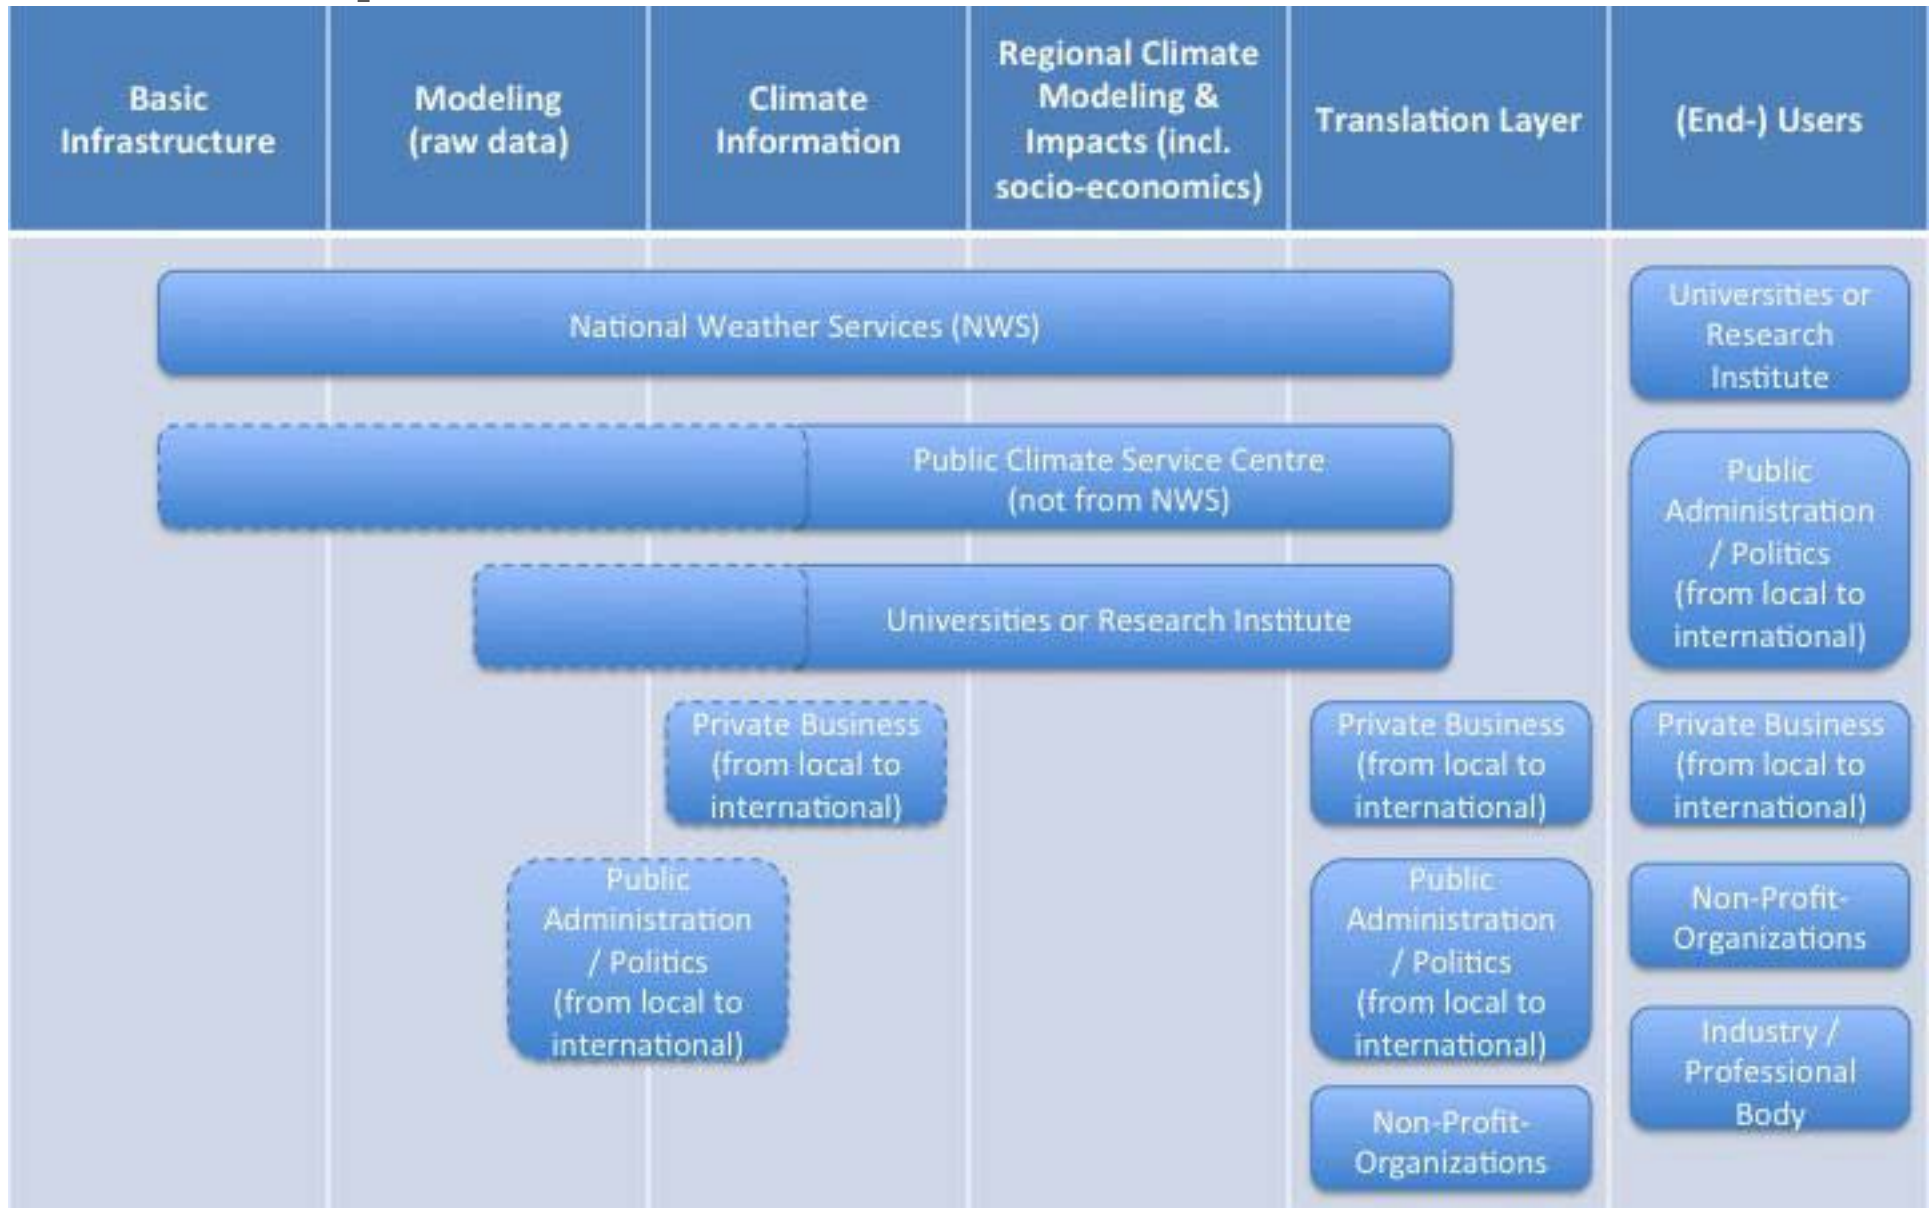 Basic
Infrastructure
Modeling
(raw data)
Climate
Information
Regional Climate
Modeling &
Impacts (incl.
socio-economics)
Translation Layer
(End-) Users
National Weather Services (NWS)
Universities or
Research
Institute
Public Climate Service Centre
(not from NWS)
Public
Administration
/ Politics
(from local to
international)
Universities or Research Institute
Private Business
(from local to
international)
Private Business
(from local to
international)
Private Business
(from local to
international)
Public
Administration
/ Politics
(from local to
international)
Public
Administration
/ Politics
(from local to
international)
Non-Profit-
Organizations
Industry /
Professional
Body
Non-Profit-
Organizations